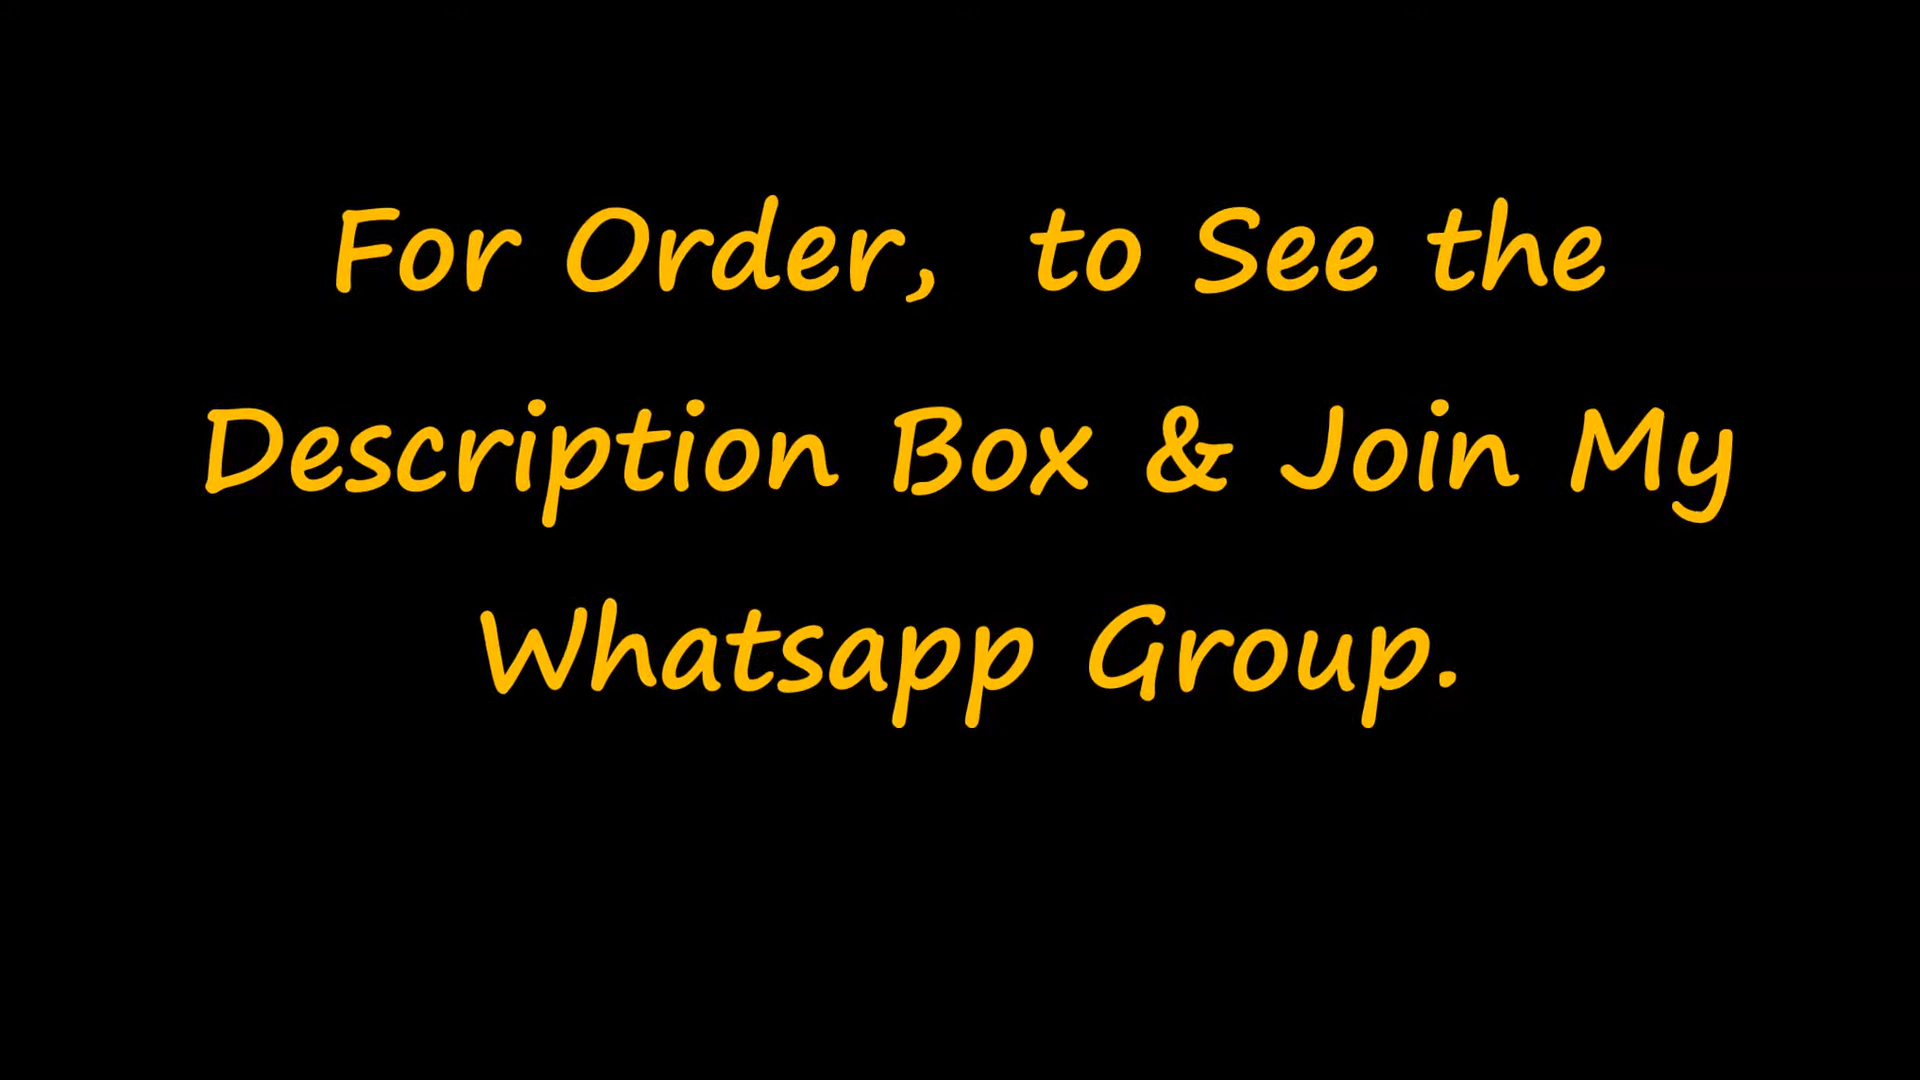 For Order,  to See the
Description Box & Join My
Whatsapp Group.